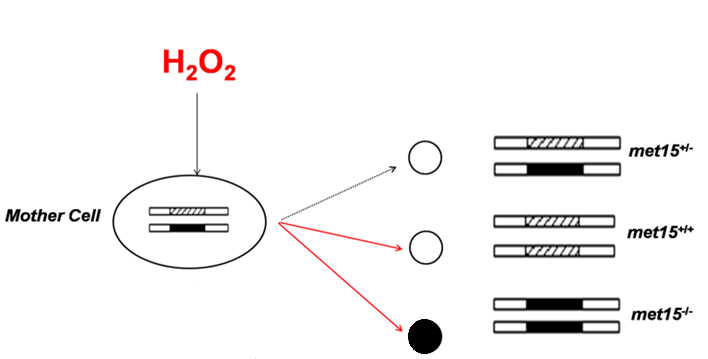 H₂O₂
met15⁺/⁻
Mother Cell
met15⁺/⁺
met15⁻/⁻